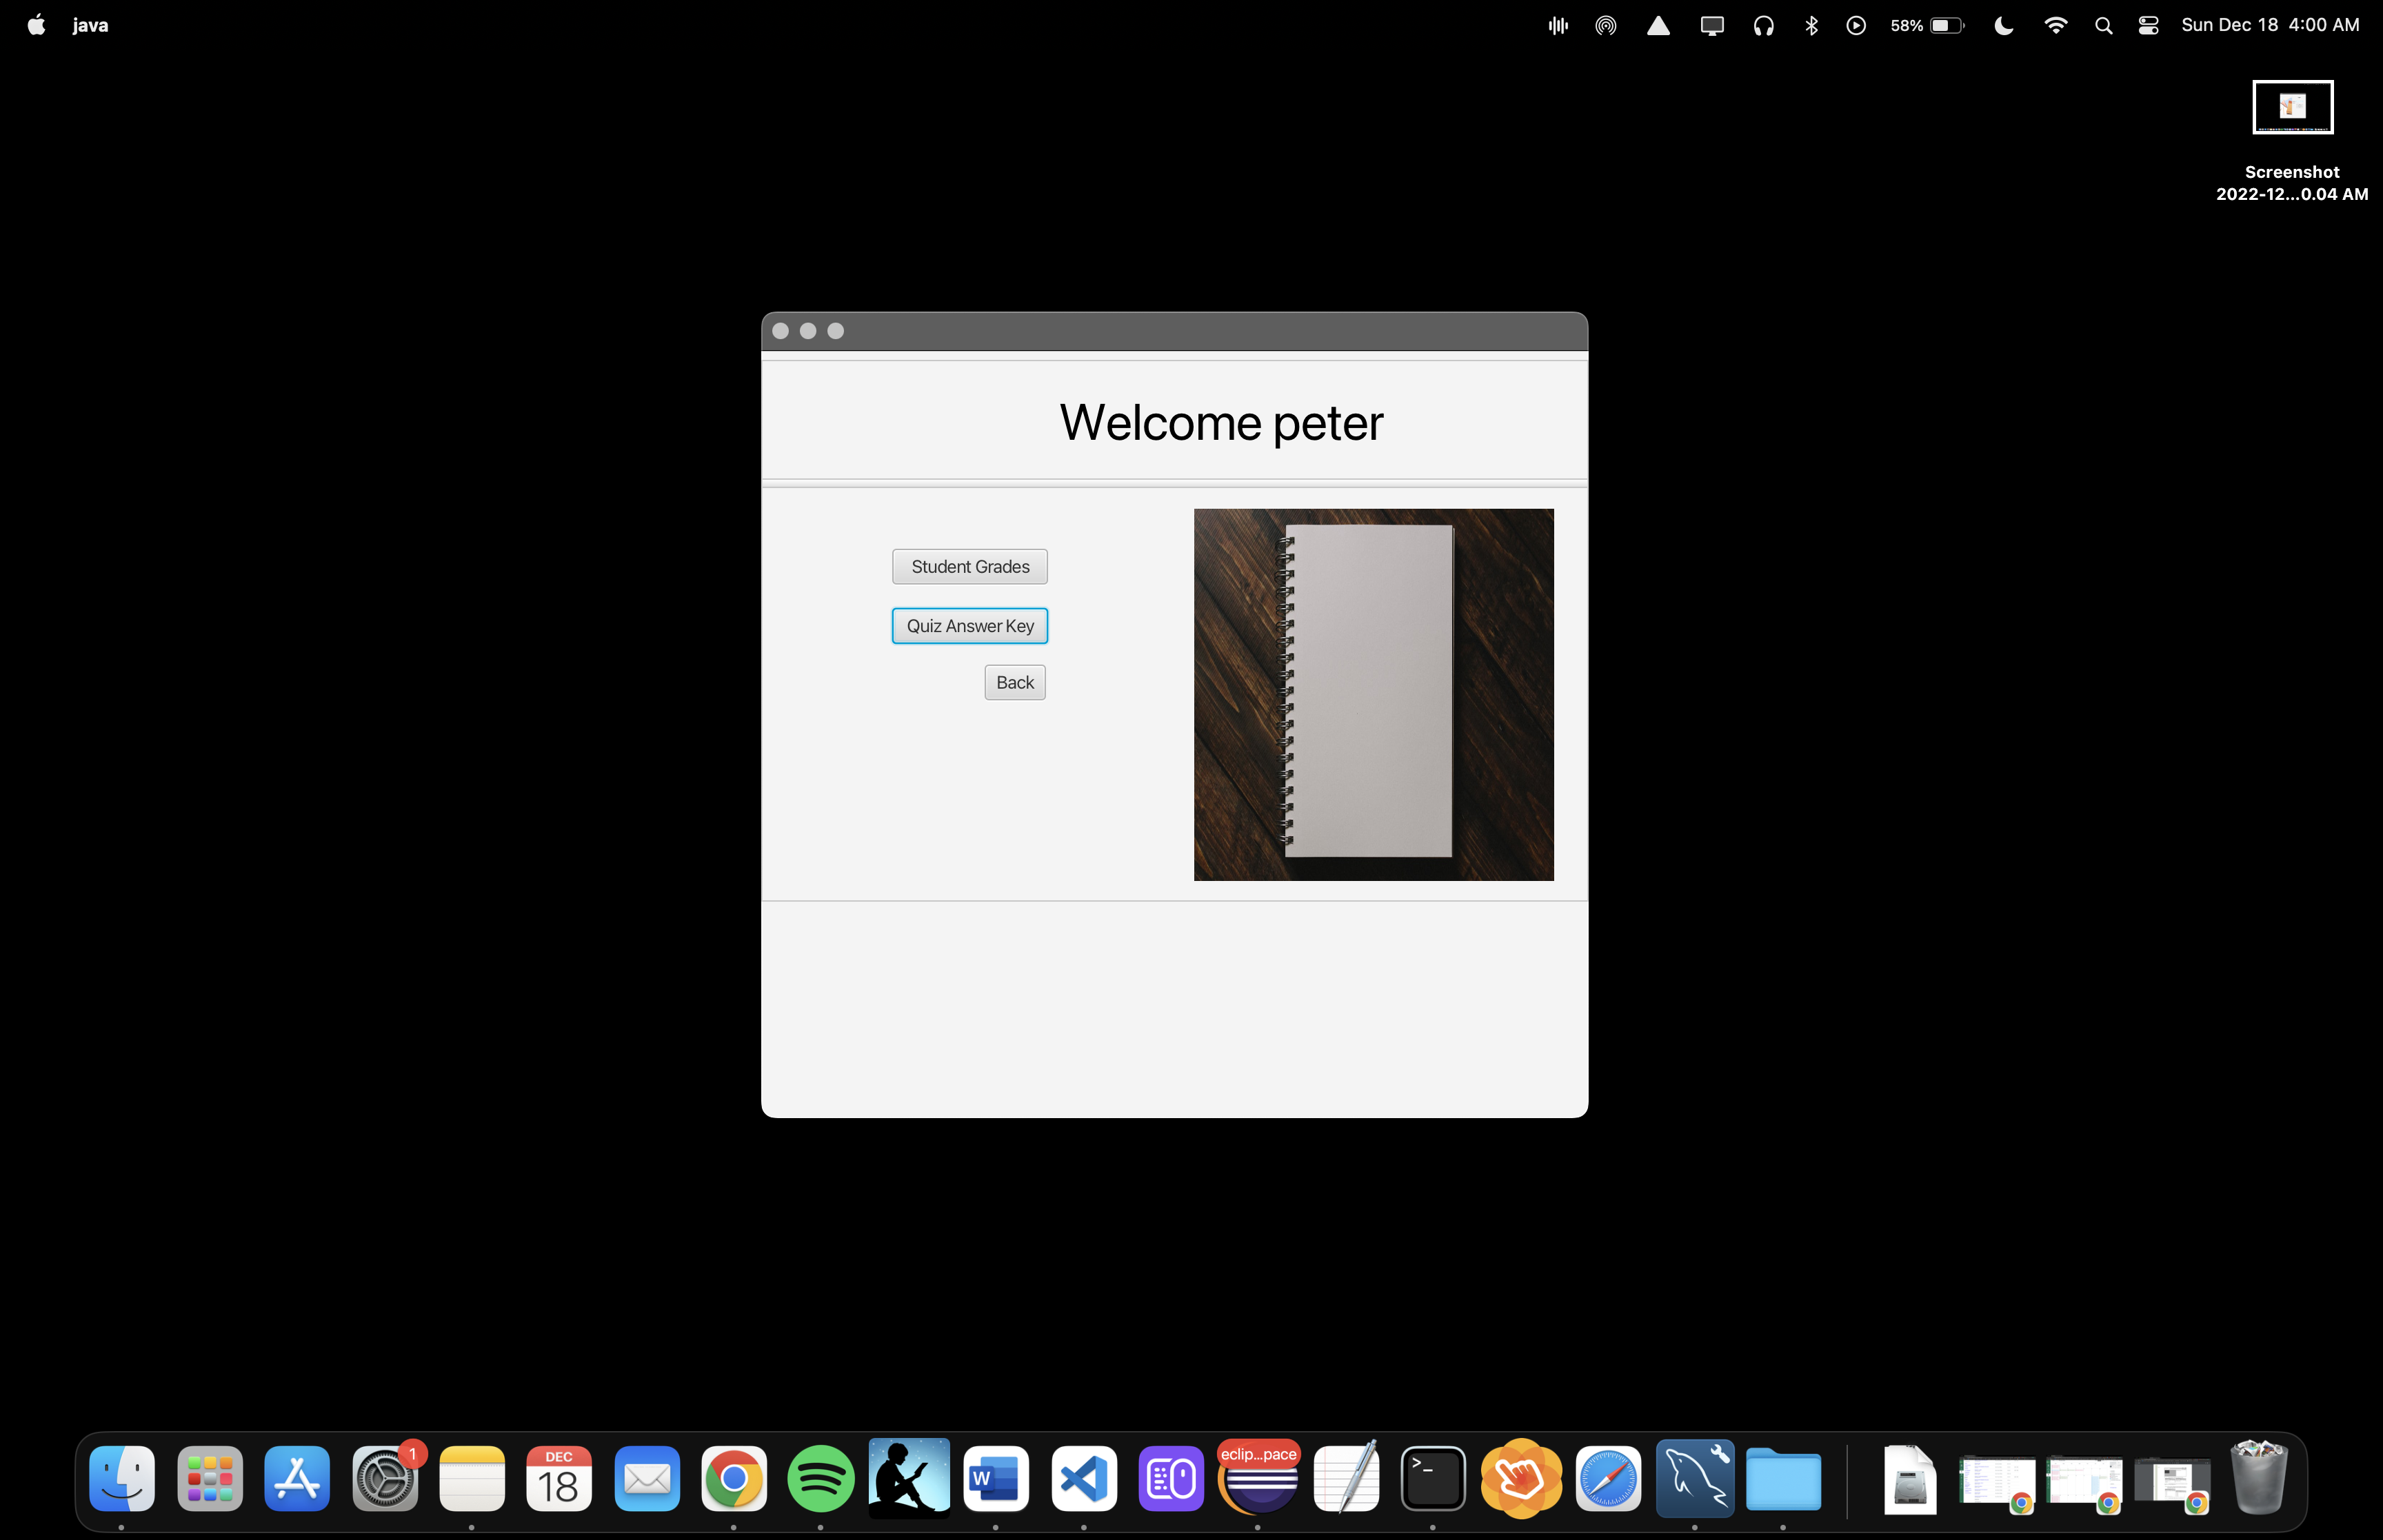 java
58%
Sun Dec 18 4:00 AM
Screenshot
2022-12...0.04 AM
Welcome peter
Student Grades
Quiz Answer Key
Back
1
DEC
18
W
eclip...pace
>_